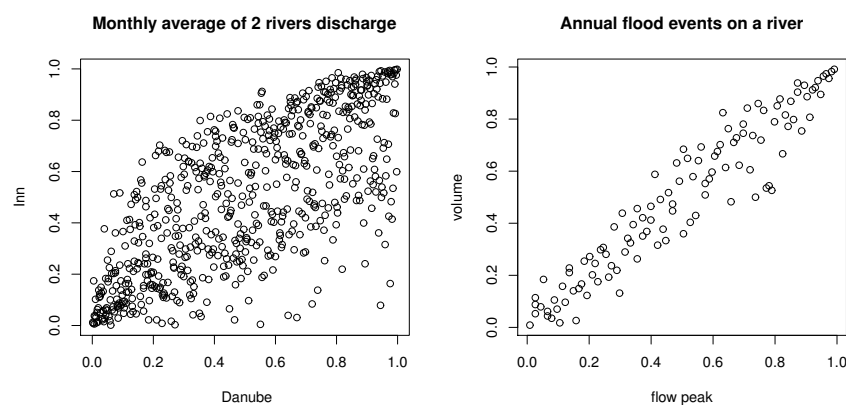 Monthly average of 2 rivers discharge
Inn
0.0 0.2 0.4 0.6 0.8 1.0
0.0 0.2 0.4 0.6 0.8 1.0
Danube
Annual flood events on a river
volume
0.0 0.2 0.4 0.6 0.8 1.0
0.0 0.2 0.4 0.6 0.8 1.0
flow peak